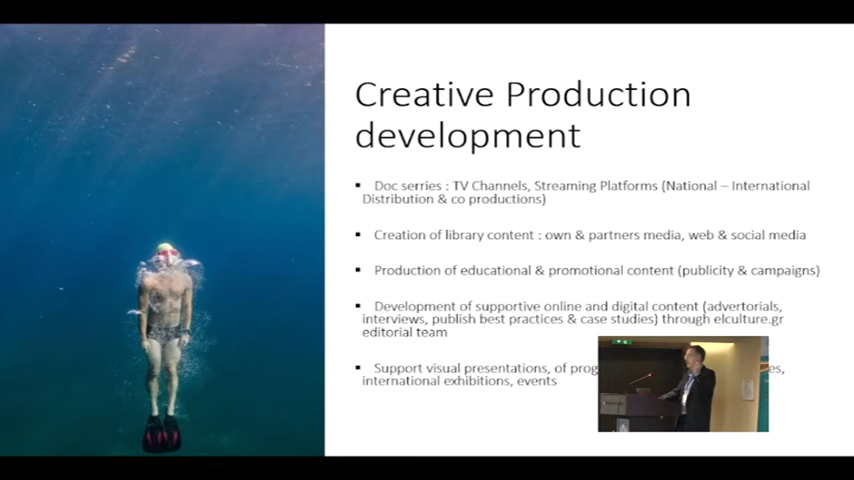 Creative Production
development
▪ Doc serries : TV Channels, Streaming Platforms (National – International
Distribution & co productions)
▪ Creation of library content : own & partners media, web & social media
▪ Production of educational & promotional content (publicity & campaigns)
▪ Development of supportive online and digital content (advertorials,
interviews, publish best practices & case studies) through elculture.gr
editorial team
▪ Support visual presentations, of
international exhibitions, events